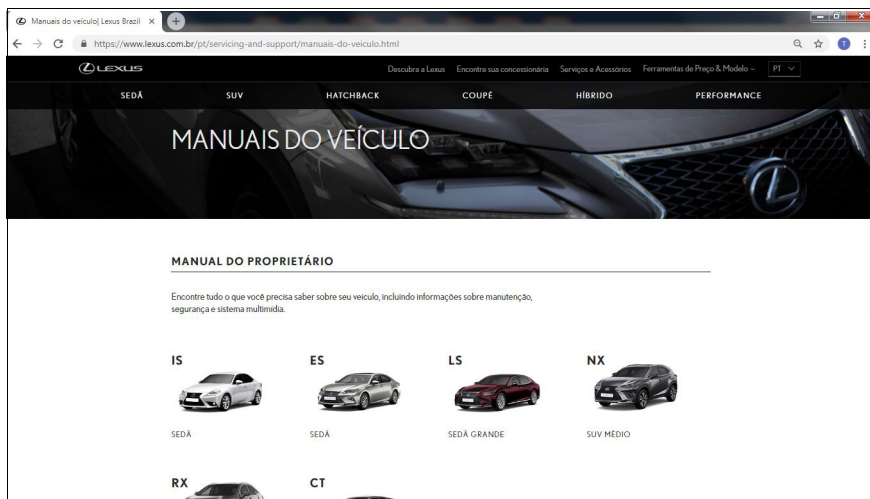 Manuais do veículo| Lexus Brazil
https://www.lexus.com.br/pt/servicing-and-support/manuais-do-veiculo.html
LEXUS
Descubra a Lexus Encontre sua concessionária Serviços e Acessórios Ferramentas de Preço & Modelo PT
SEDÃ SUV HATCHBACK COUPÉ HÍBRIDO PERFORMANCE
MANUAIS DO VEÍCULO
MANUAL DO PROPRIETÁRIO
Encontre tudo o que você precisa saber sobre seu veículo, incluindo informações sobre manutenção,
segurança e sistema multimídia.
IS ES LS NX
SEDÃ SEDÃ SEDÃ GRANDE SUV MÉDIO
RX CT